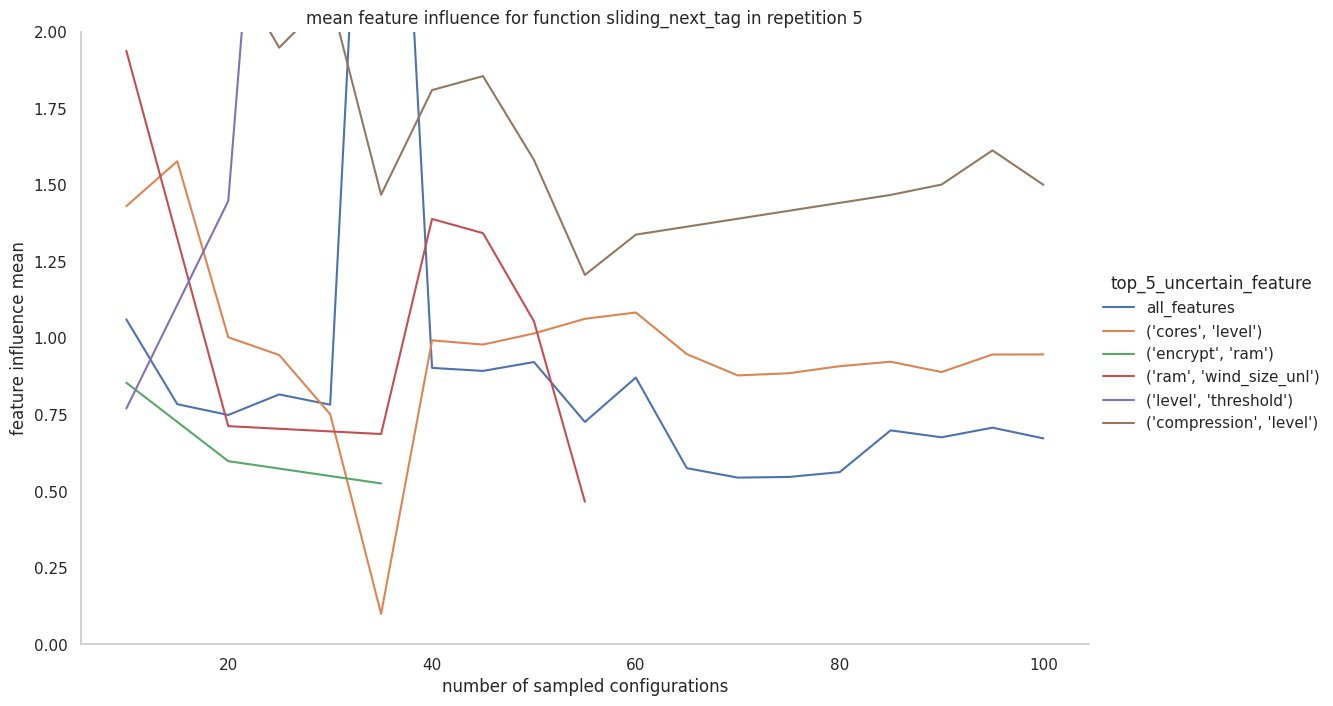 mean feature influence for function sliding_next_tag in repetition 5
2.00
1.75
1.50
1.25
1.00
0.75
0.50
0.25
0.00
feature influence mean
20
40
60
80
100
number of sampled configurations
top_5_uncertain_feature
all_features
('cores', 'level')
('encrypt', 'ram')
('ram', 'wind_size_unl')
('level', 'threshold')
('compression', 'level')